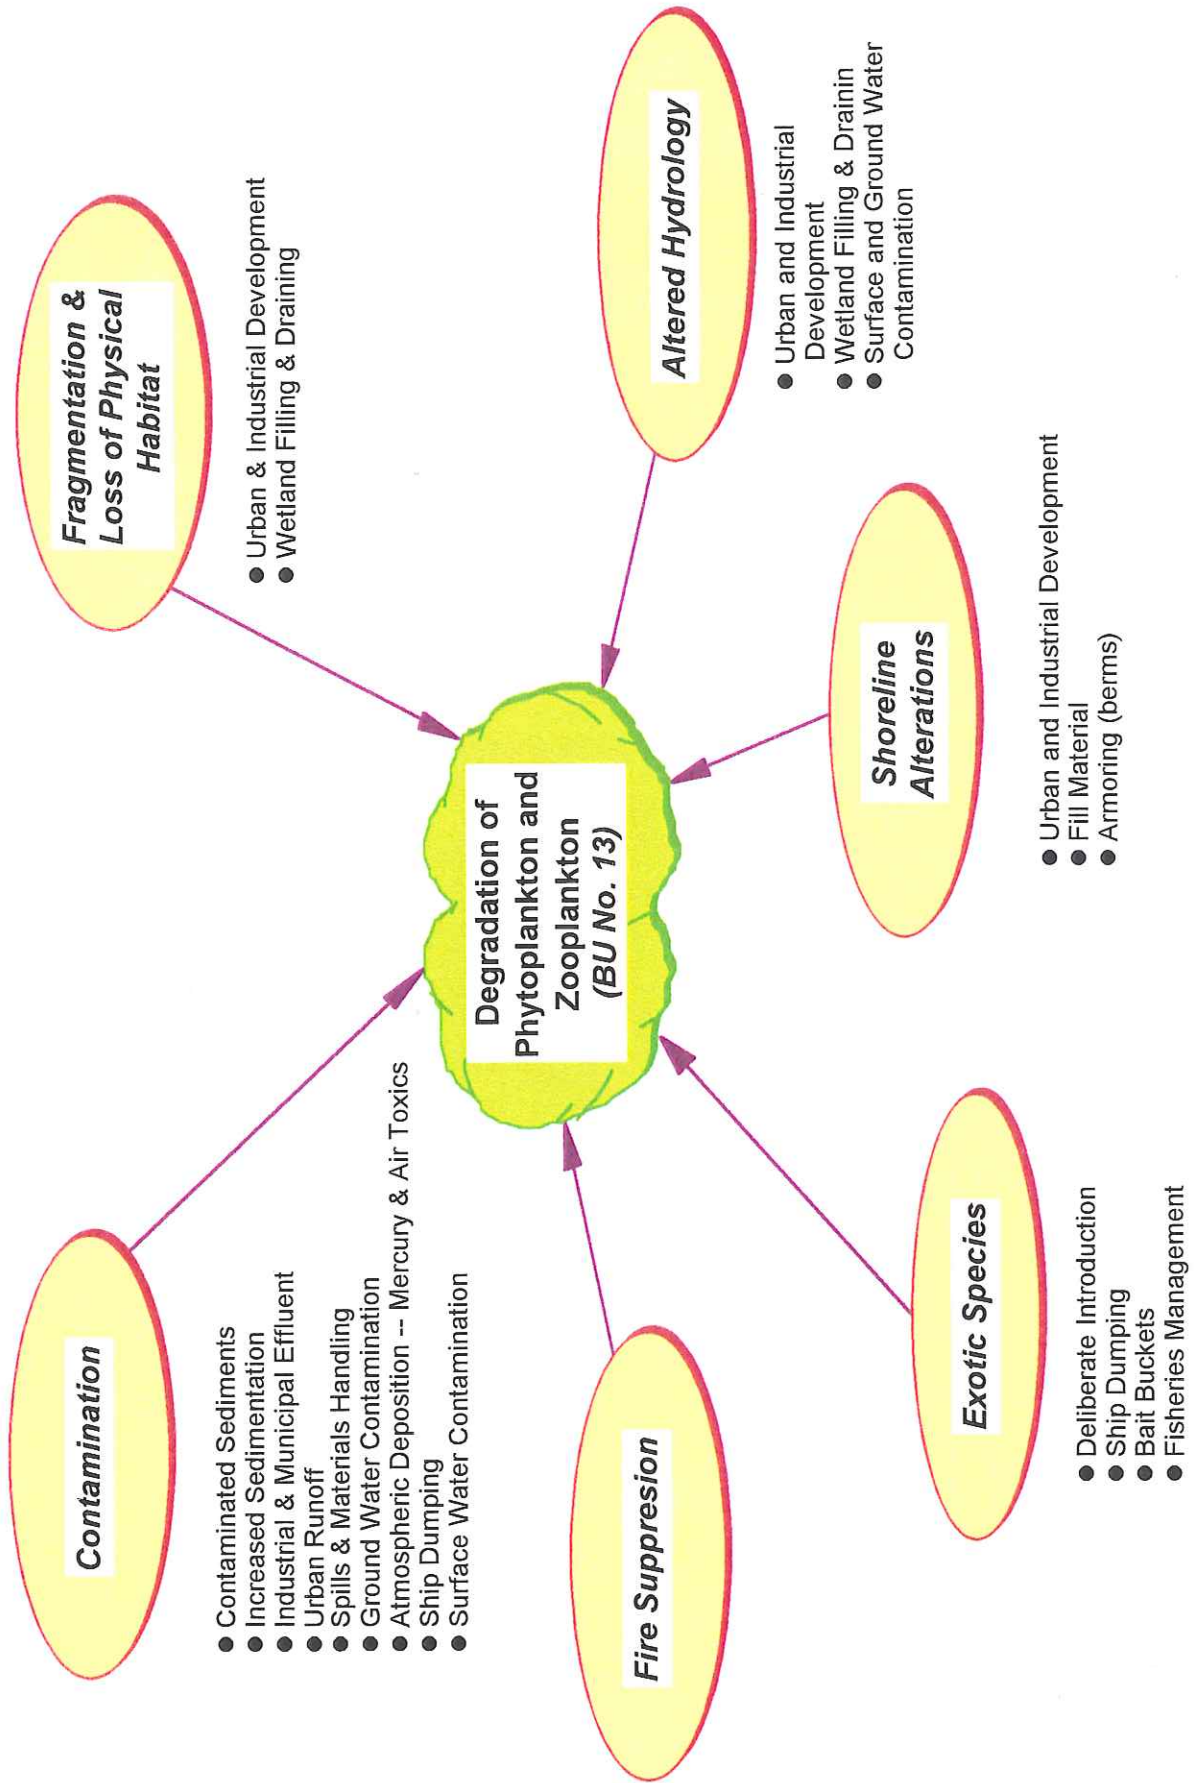 Contamination
● Contaminated Sediments
● Increased Sedimentation
● Industrial & Municipal Effluent
● Urban Runoff
● Spills & Materials Handling
● Ground Water Contamination
● Atmospheric Deposition -- Mercury & Air Toxics
● Ship Dumping
● Surface Water Contamination
Fragmentation &
Loss of Physical
Habitat
● Urban & Industrial Development
● Wetland Filling & Draining
Degradation of
Phytoplankton and
Zooplankton
(BU No. 13)
Fire Suppresion
Altered Hydrology
● Urban and Industrial
Development
● Wetland Filling & Drainin
● Surface and Ground Water
Contamination
Exotic Species
● Deliberate Introduction
● Ship Dumping
● Bait Buckets
● Fisheries Management
Shoreline
Alterations
● Urban and Industrial Development
● Fill Material
● Armoring (berms)